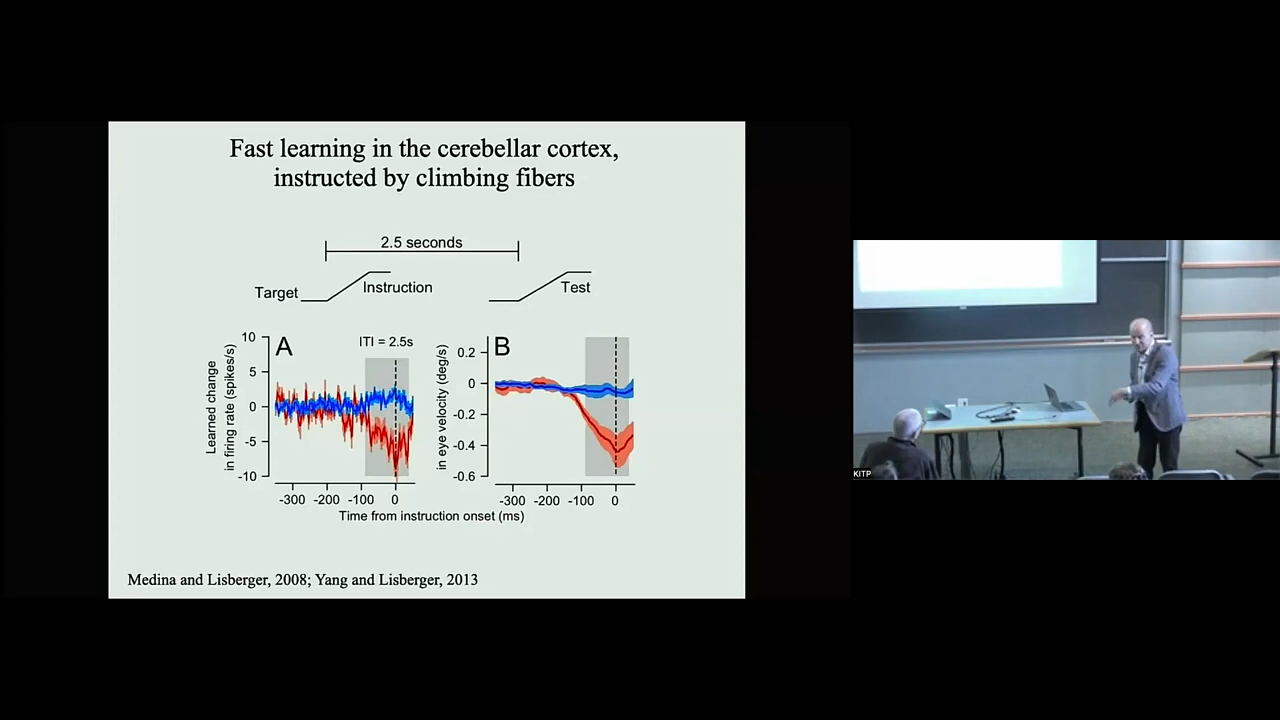 Fast learning in the cerebellar cortex,
instructed by climbing fibers
2.5 seconds
Target
Instruction
Test
A
ITI = 2.5s
Learned change
in firing rate (spikes/s)
10
5
0
-5
-10
-300 -200 -100 0
B
in eye velocity (deg/s)
0.2
0
-0.2
-0.4
-0.6
-300 -200 -100 0
Time from instruction onset (ms)
Medina and Lisberger, 2008; Yang and Lisberger, 2013
KITP